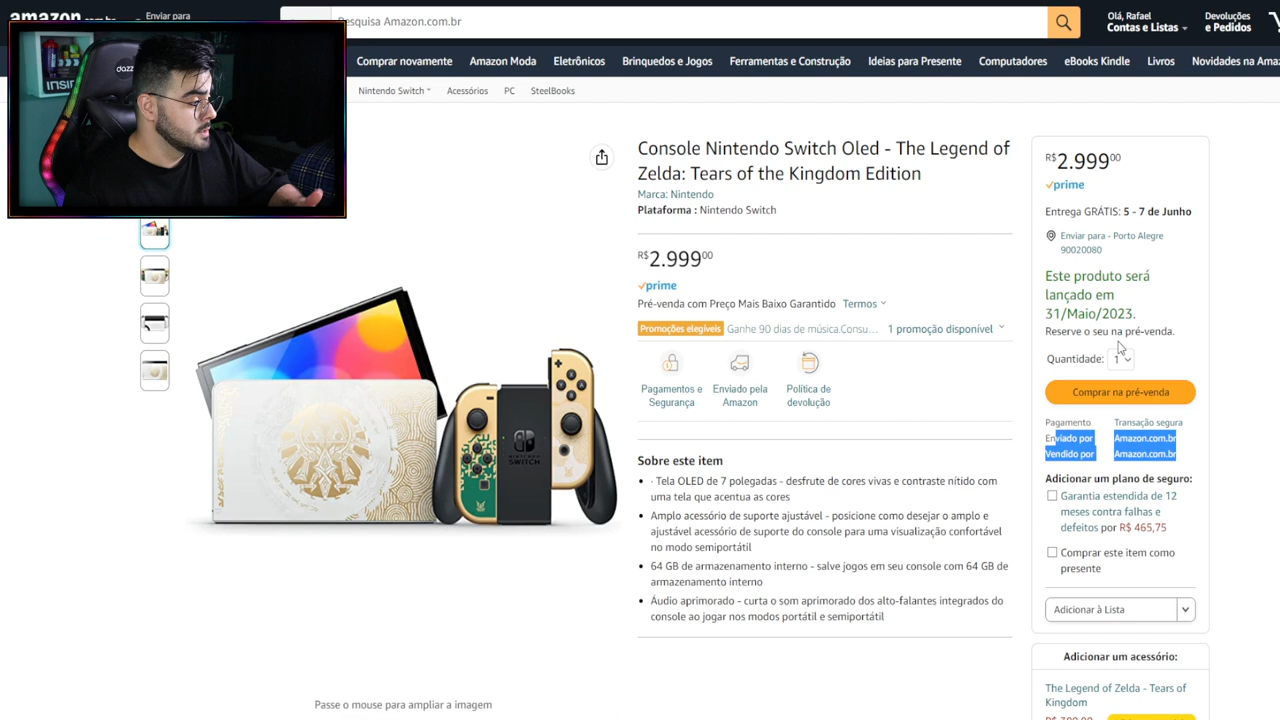 amazon.com.br
Enviar para
Pesquisa Amazon.com.br
Olá, Rafael
Contas e Listas
Devoluções
e Pedidos
Comprar novamente
Amazon Moda
Eletrônicos
Brinquedos e Jogos
Ferramentas e Construção
Ideias para Presente
Computadores
eBooks Kindle
Livros
Novidades na
Nintendo Switch
Acessórios
PC
SteelBooks
Console Nintendo Switch Oled - The Legend of
Zelda: Tears of the Kingdom Edition
Marca: Nintendo
Plataforma : Nintendo Switch
R$2.99900
prime
Pré-venda com Preço Mais Baixo Garantido Termos
Promoções elegíveis Ganhe 90 dias de música.Consu... 1 promoção disponível
Pagamentos e
Segurança
Enviado pela
Amazon
Política de
devolução
Sobre este item
· Tela OLED de 7 polegadas - desfrute de cores vivas e contraste nítido com
uma tela que acentua as cores
Amplo acessório de suporte ajustável - posicione como desejar o amplo e
ajustável acessório de suporte do console para uma visualização confortável
no modo semiportátil
64 GB de armazenamento interno - salve jogos em seu console com 64 GB de
armazenamento interno
Áudio aprimorado - curta o som aprimorado dos alto-falantes integrados do
console ao jogar nos modos portátil e semiportátil
Passe o mouse para ampliar a imagem
NINTENDO
SWITCH
R$2.99900
prime
Entrega GRÁTIS: 5 - 7 de Junho
Enviar para - Porto Alegre
90020080
Este produto será
lançado em
31/Maio/2023.
Reserve o seu na pré-venda.
Quantidade: 1
Comprar na pré-venda
Pagamento Transação segura
Enviado por Amazon.com.br
Vendido por Amazon.com.br
Adicionar um plano de seguro:
Garantia estendida de 12
meses contra falhas e
defeitos por R$ 465,75
Comprar este item como
presente
Adicionar à Lista
Adicionar um acessório:
The Legend of Zelda - Tears of
Kingdom